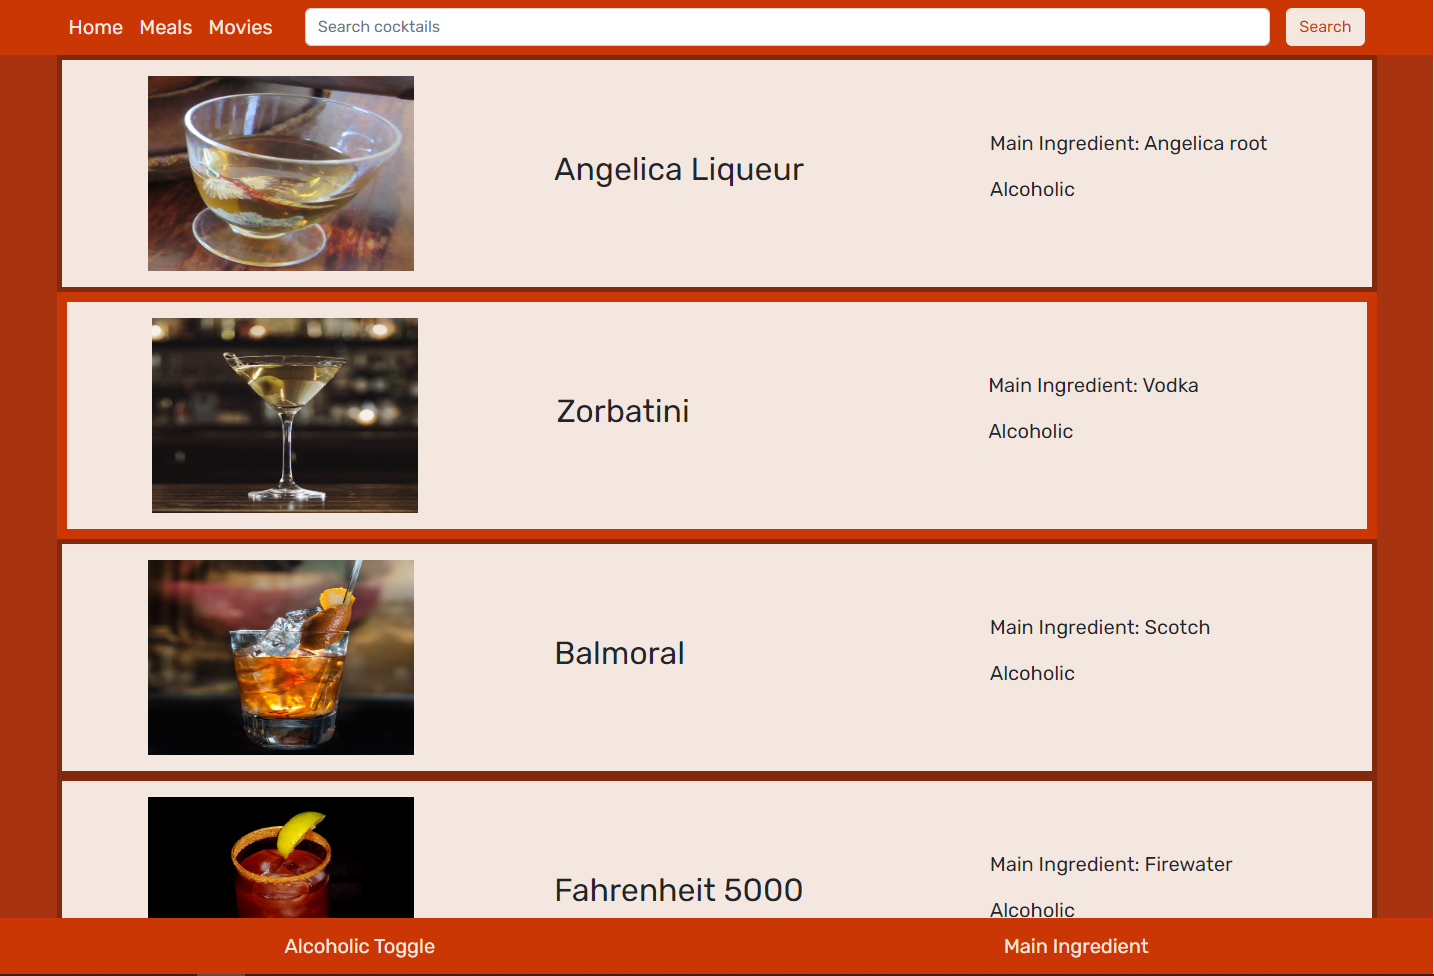 Home Meals Movies Search cocktails Search
Angelica Liqueur
Main Ingredient: Angelica root
Alcoholic
Zorbatini
Main Ingredient: Vodka
Alcoholic
Balmoral
Main Ingredient: Scotch
Alcoholic
Fahrenheit 5000
Main Ingredient: Firewater
Alcoholic
Alcoholic Toggle Main Ingredient